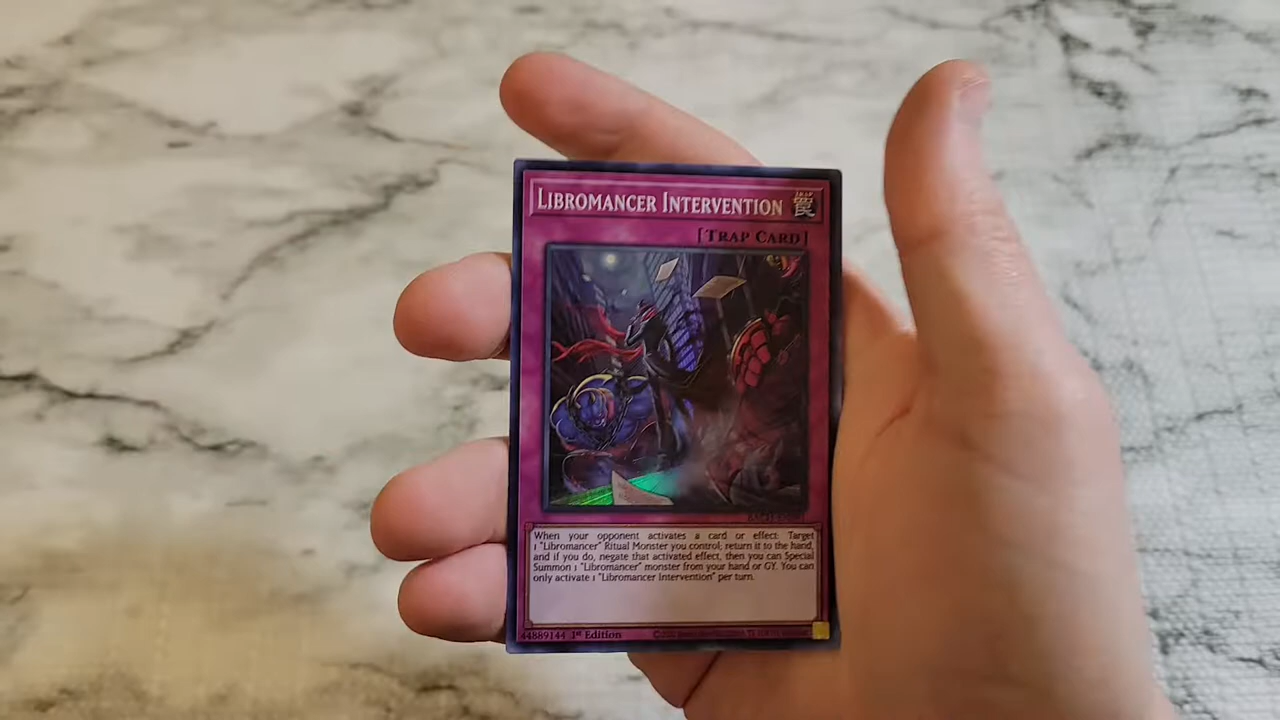 LIBROMANCER INTERVENTION
[TRAP CARD]
When your opponent activates a card or effect: Target
1 "Libromancer" Ritual Monster you control; return it to the hand,
and if you do, negate that activated effect, then you can Special
Summon 1 "Libromancer" monster from your hand or GY. You can
only activate 1 "Libromancer Intervention" per turn.
44889144 1st Edition